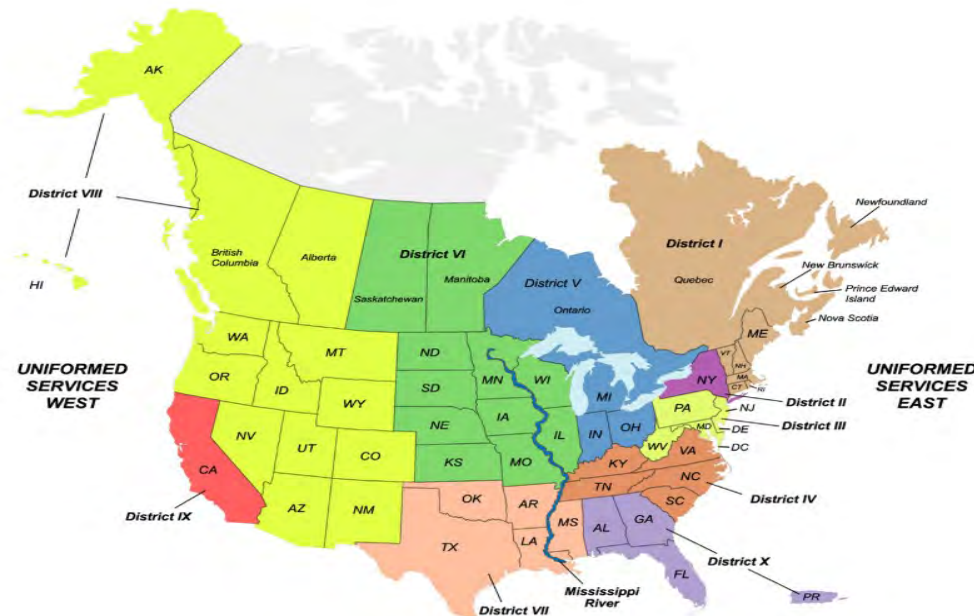 AK
District VIII
HI
British
Columbia
Alberta
District VI
Saskatchewan
Manitoba
District V
Ontario
District I
Quebec
Newfoundland
New Brunswick
Prince Edward
Island
Nova Scotia
UNIFORMED
SERVICES
WEST
UNIFORMED
SERVICES
EAST
WA
OR
ID
MT
WY
NV
UT
CO
CA
AZ
NM
District IX
ND
SD
NE
KS
MN
IA
MO
WI
IL
MI
IN
OH
ME
VT
NH
MA
CT
RI
NY
District II
PA
NJ
District III
MD
DE
DC
WV
VA
KY
NC
TN
SC
District IV
OK
AR
TX
LA
MS
District VII
Mississippi
River
AL
GA
FL
District X
PR